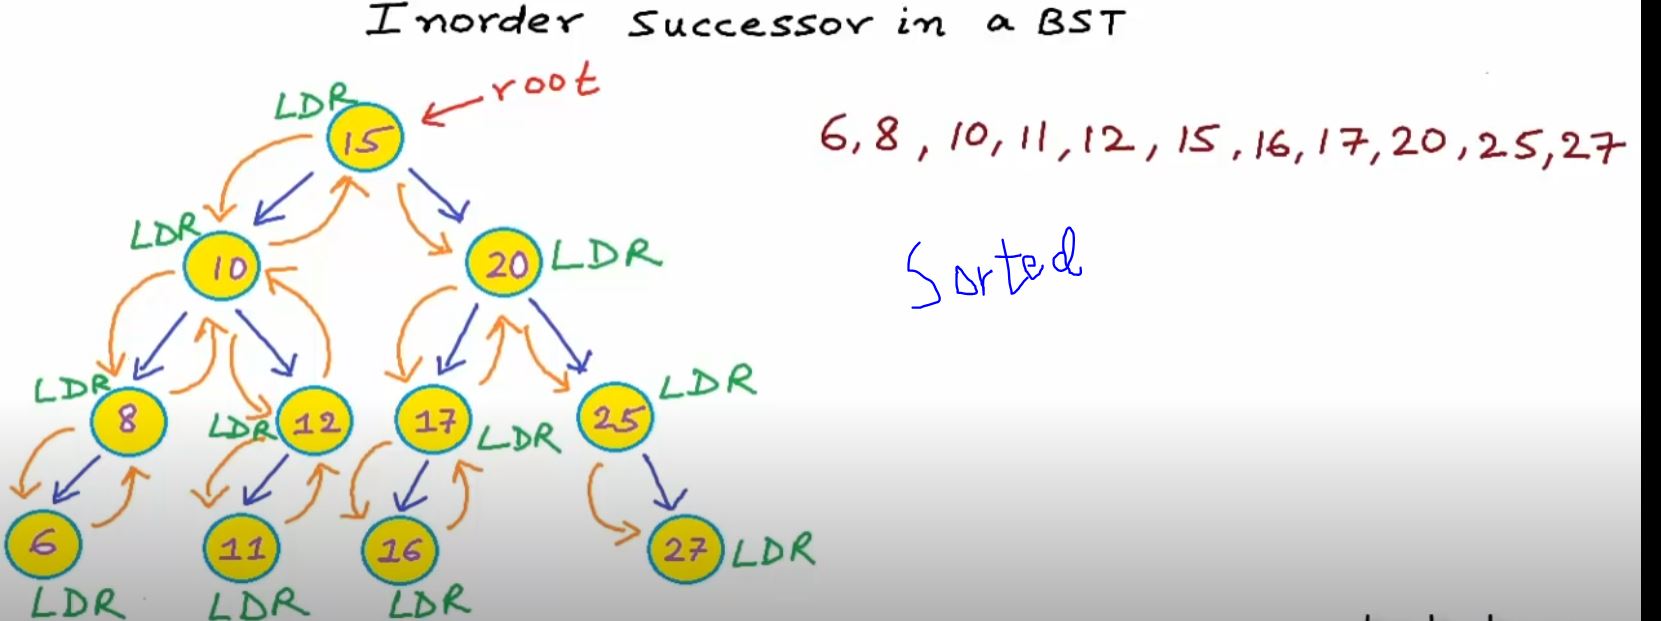 Inorder Successor in a BST
LDR
root
15
6, 8, 10, 11, 12, 15, 16, 17, 20, 25, 27
LDR
10
20
LDR
Sorted
LDR
8
LDR
12
17
LDR
25
LDR
6
11
16
27
LDR
LDR
LDR
LDR